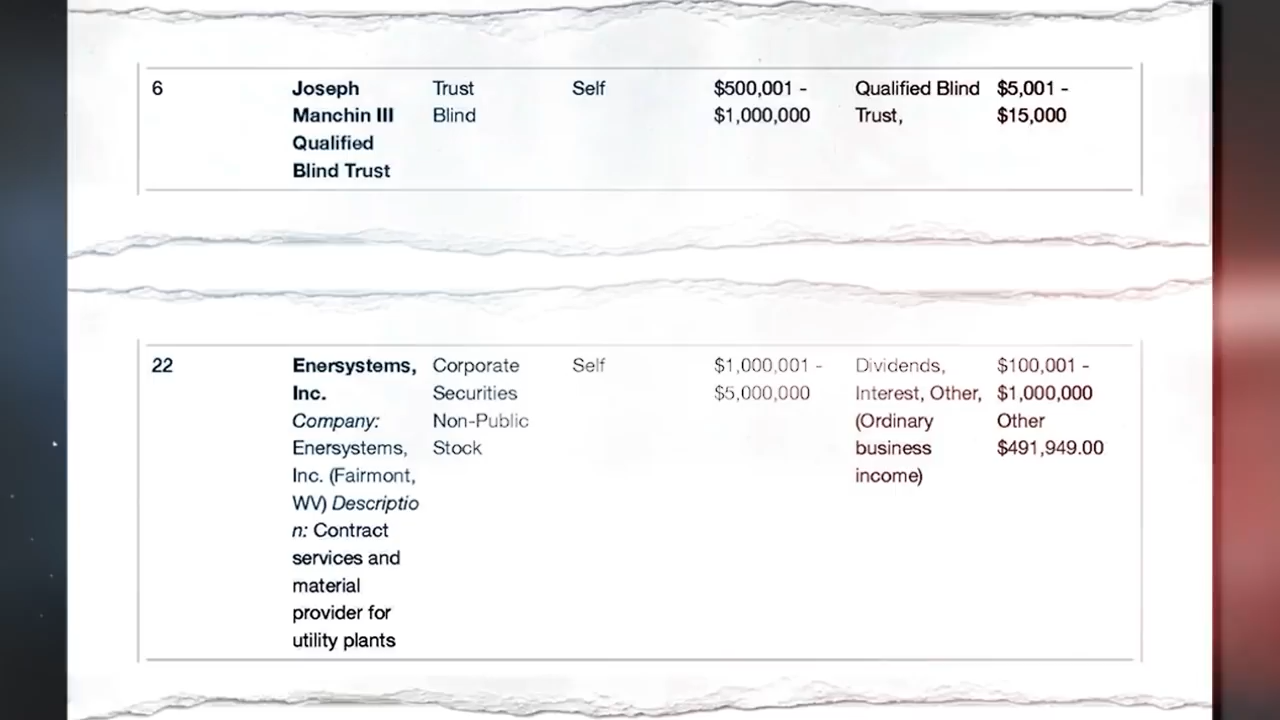 6 Joseph Trust Self $500,001 - Qualified Blind $5,001 -
Manchin III Blind $1,000,000 Trust, $15,000
Qualified
Blind Trust
22 Enersystems, Corporate Self $1,000,001 - Dividends, $100,001 -
Inc. Securities $5,000,000 Interest, Other, $1,000,000
Company: Non-Public (Ordinary Other
Enersystems, Stock business $491,949.00
Inc. (Fairmont, income)
WV) Descriptio
n: Contract
services and
material
provider for
utility plants